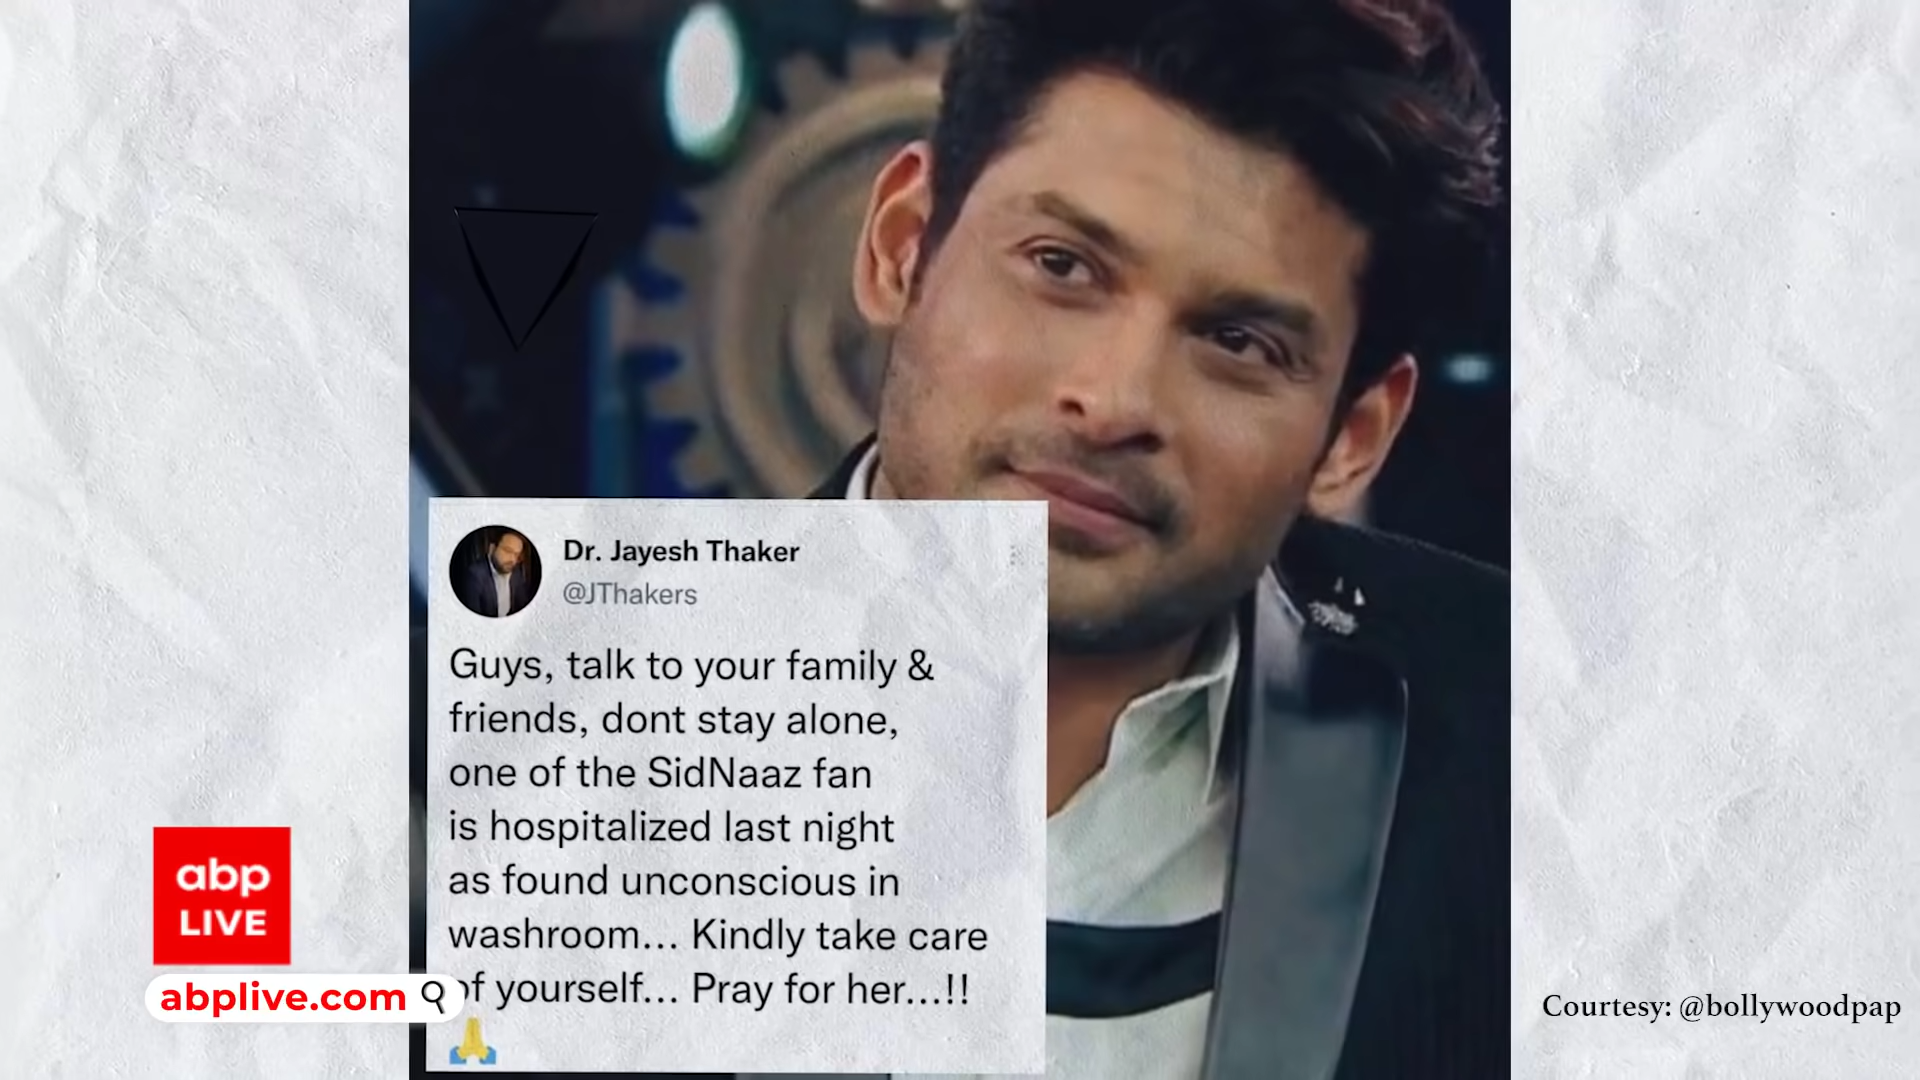 Dr. Jayesh Thaker
@JThakers
Guys, talk to your family &
friends, dont stay alone,
one of the SidNaaz fan
is hospitalized last night
as found unconscious in
washroom... Kindly take care
of yourself... Pray for her...!!
🙏
abp
LIVE
abplive.com
Courtesy: @bollywoodpap